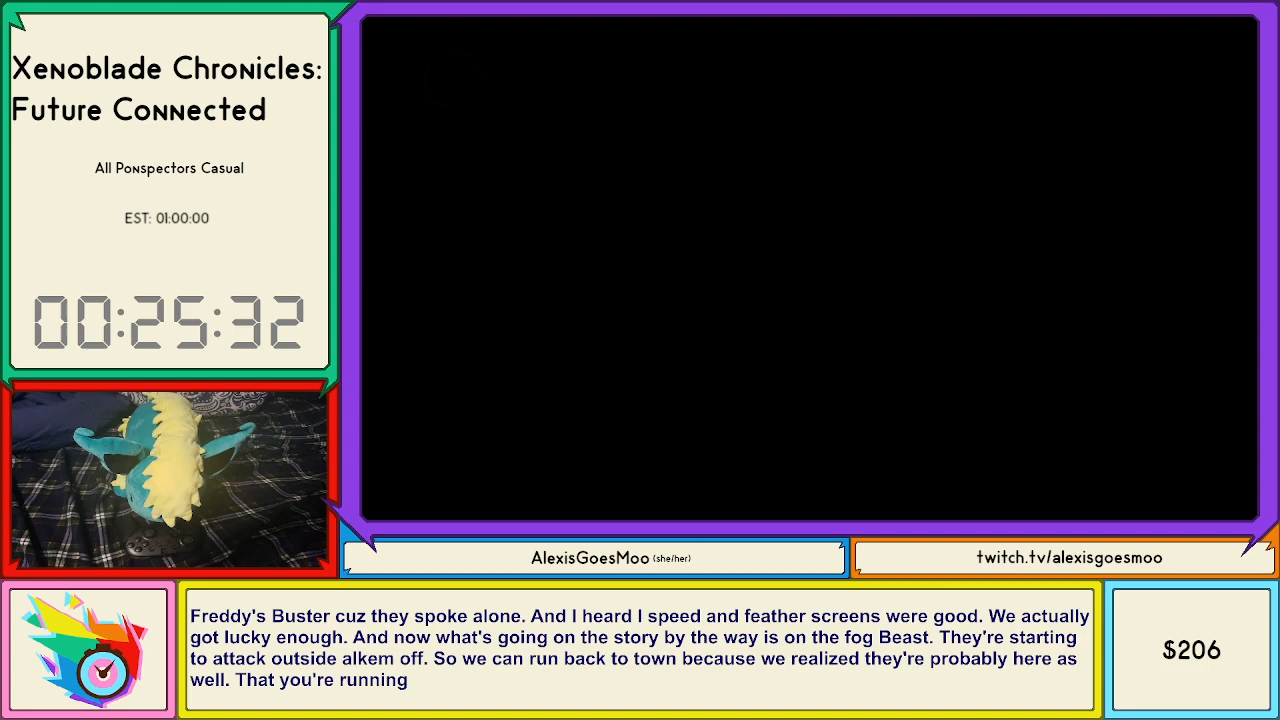 Xenoblade Chronicles:
Future Connected
All Ponspectors Casual
EST: 01:00:00
00:25:32
AlexisGoesMoo (she/her)
twitch.tv/alexisgoesmoo
Freddy's Buster cuz they spoke alone. And I heard I speed and feather screens were good. We actually
got lucky enough. And now what's going on the story by the way is on the fog Beast. They're starting
to attack outside alkem off. So we can run back to town because we realized they're probably here as
well. That you're running
$206